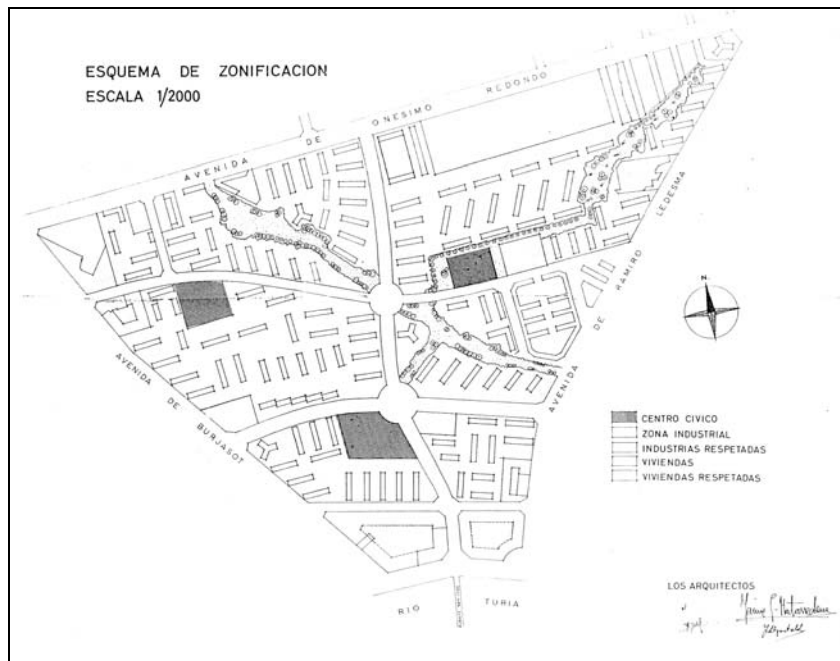 ESQUEMA DE ZONIFICACION
ESCALA 1/2000
AVENIDA DE ONESIMO REDONDO
AVENIDA DE RAMIRO LEDESMA
N.
AVENIDA DE BURJASOT
CENTRO CIVICO
ZONA INDUSTRIAL
INDUSTRIAS RESPETADAS
VIVIENDAS
VIVIENDAS RESPETADAS
RIO TURIA
LOS ARQUITECTOS